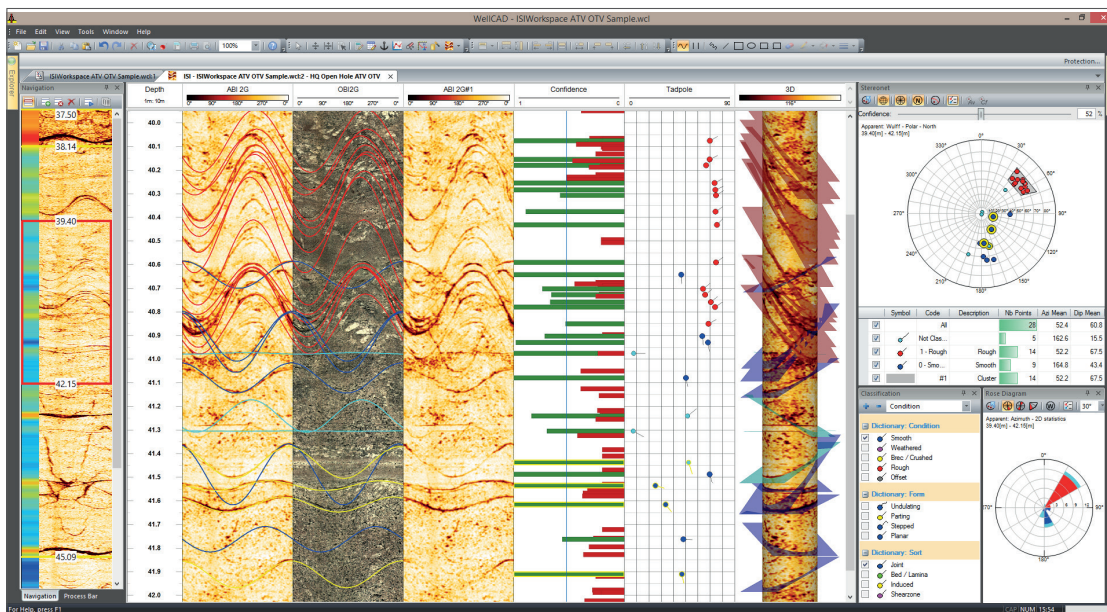 WellCAD - ISIWorkspace ATV OTV Sample.wcl
File Edit View Tools Window Help
100%
Protection...
Explorer
ISIWorkspace ATV OTV Sample.wcl:1
ISI - ISIWorkspace ATV OTV Sample.wcl:2 - HQ Open Hole ATV OTV
Navigation
37.50
38.14
39.40
42.15
45.09
Navigation Process Bar
Depth ABI 2G OBI2G ABI 2G#1 Confidence Tadpole 3D
1m: 10m 0° 90° 180° 270° 0° 0° 90° 180° 270° 0° 0° 90° 180° 270° 0° 1 0 0 90 116°
40.0
40.1
40.2
40.3
40.4
40.5
40.6
40.7
40.8
40.9
41.0
41.1
41.2
41.3
41.4
41.5
41.6
41.7
41.8
41.9
42.0
Stereonet
Confidence: 52 %
Apparent: Wulff - Polar - North
39.40[m] - 42.15[m]
0°
330° 30°
300° 60°
270° 90°
240° 120°
210° 150°
180°
Symbol Code Description Nb Points Azi Mean Dip Mean
All 28 52.4 60.8
Not Clas... 5 162.6 15.5
1 - Rough Rough 14 52.2 67.5
0 - Smo... Smooth 9 164.8 43.4
#1 Cluster 14 52.2 67.5
Classification
Condition
Dictionary: Condition
Smooth
Weathered
Brec / Crushed
Rough
Offset
Dictionary: Form
Undulating
Parting
Stepped
Planar
Dictionary: Sort
Joint
Bed / Lamina
Induced
Shearzone
Rose Diagram
30°
Apparent: Azimuth - 2D statistics
39.40[m] - 42.15[m]
0°
270° 3 6 9 12 90°
180°
For Help, press F1
CAP NUM 15:54